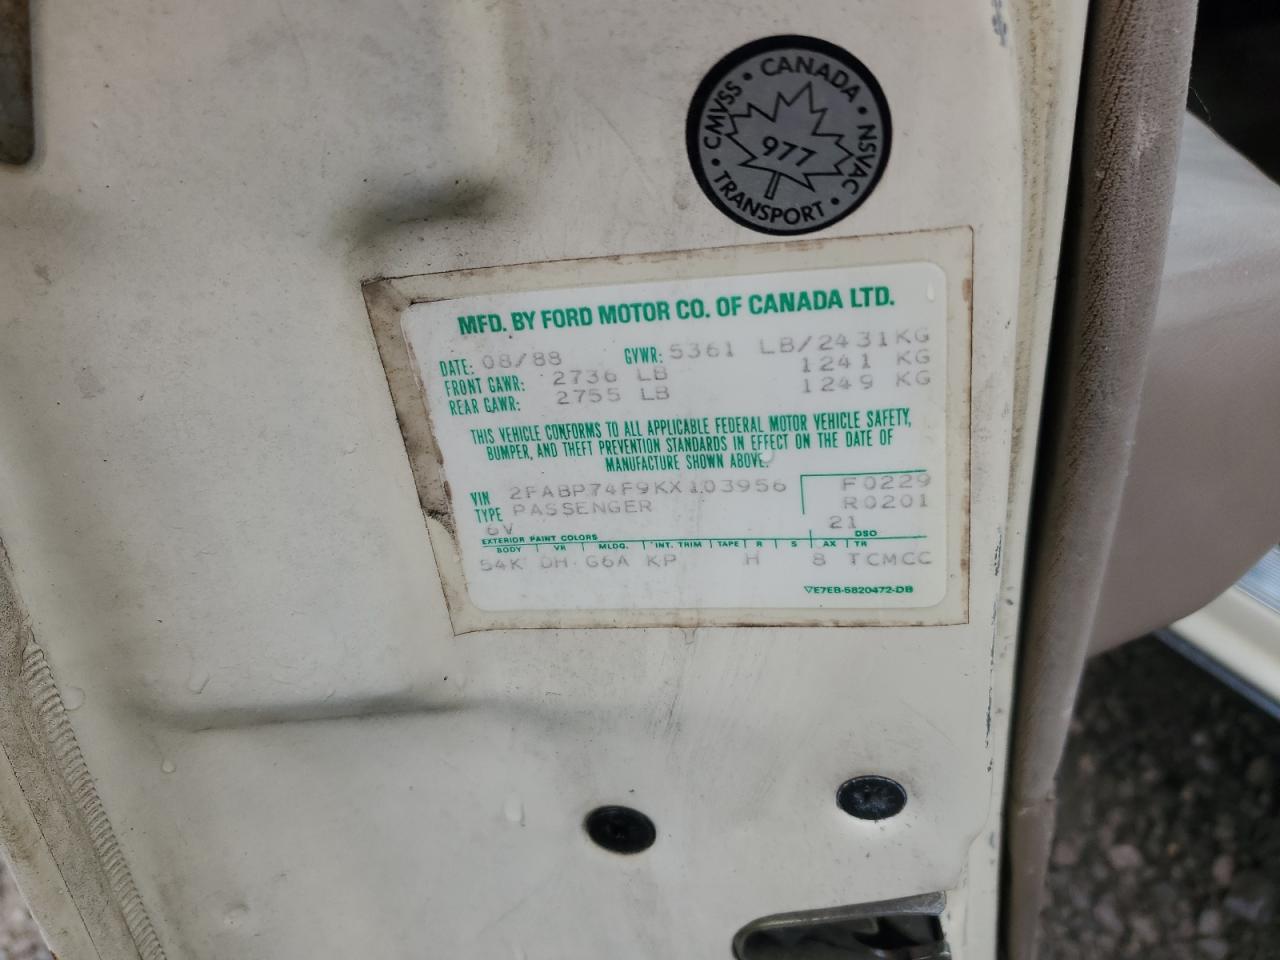 CMVSS • CANADA • NSVAC • TRANSPORT •
977
MFD. BY FORD MOTOR CO. OF CANADA LTD.
DATE: 08/88 GVWR: 5361 LB/2431KG
FRONT GAWR: 2736 LB 1241 KG
REAR GAWR: 2755 LB 1249 KG
THIS VEHICLE CONFORMS TO ALL APPLICABLE FEDERAL MOTOR VEHICLE SAFETY,
BUMPER, AND THEFT PREVENTION STANDARDS IN EFFECT ON THE DATE OF
MANUFACTURE SHOWN ABOVE.
VIN 2FABP74F9KX103956 F0229
TYPE PASSENGER R0201
6V 21
EXTERIOR PAINT COLORS DSO
BODY VR MLDG. INT. TRIM TAPE R S AX TR
54K DH G6A KP H 8 TCMCC
▽E7EB-5820472-DB